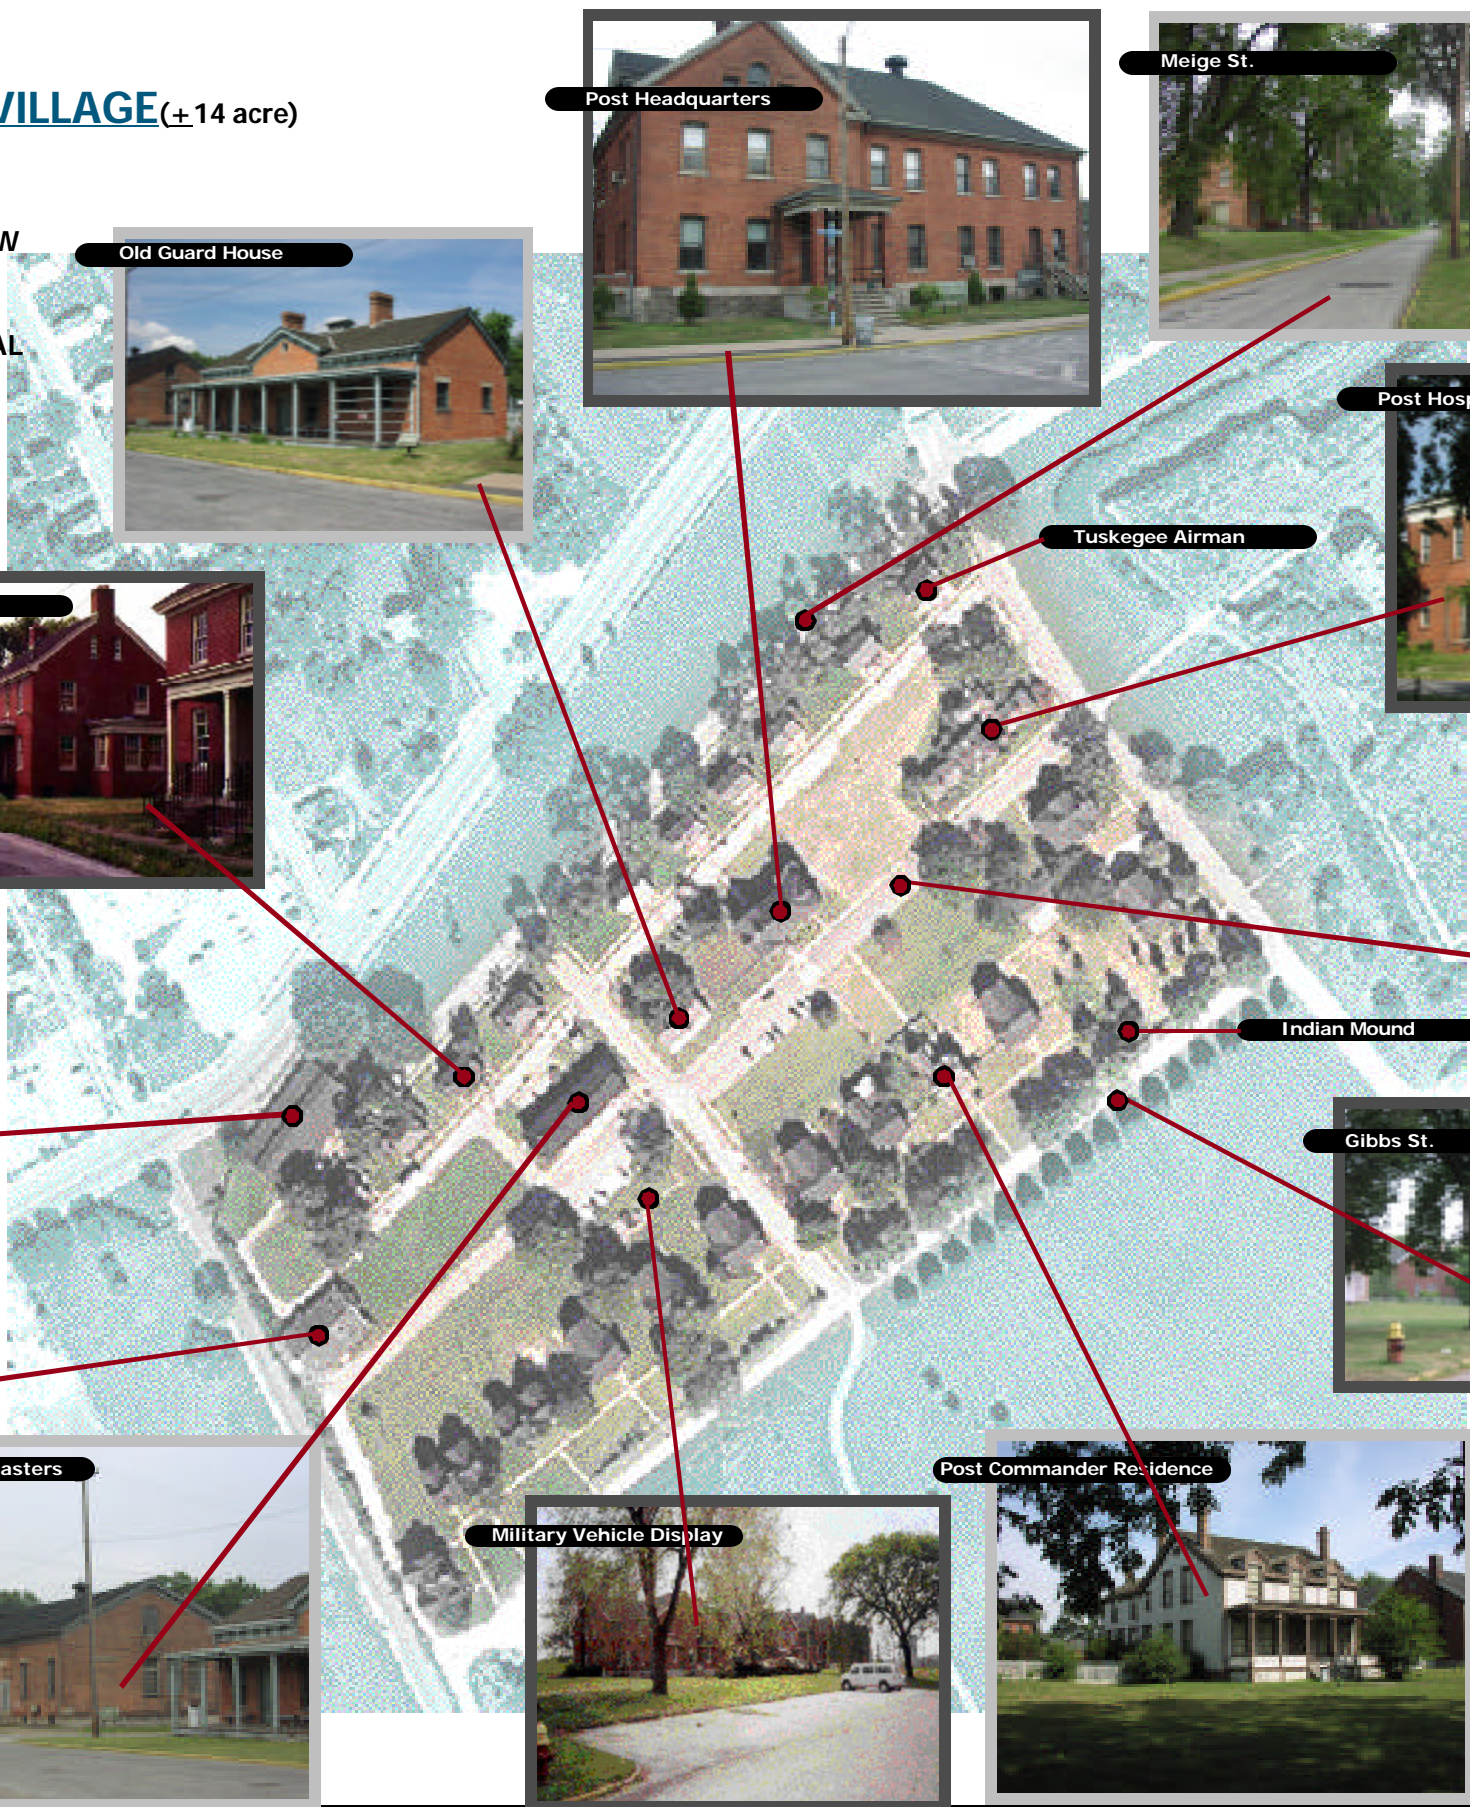 VILLAGE(+14 acre)
W
AL
Post Headquarters
Meige St.
Old Guard House
Post Hosp
Tuskegee Airman
Indian Mound
Gibbs St.
asters
Post Commander Residence
Military Vehicle Display